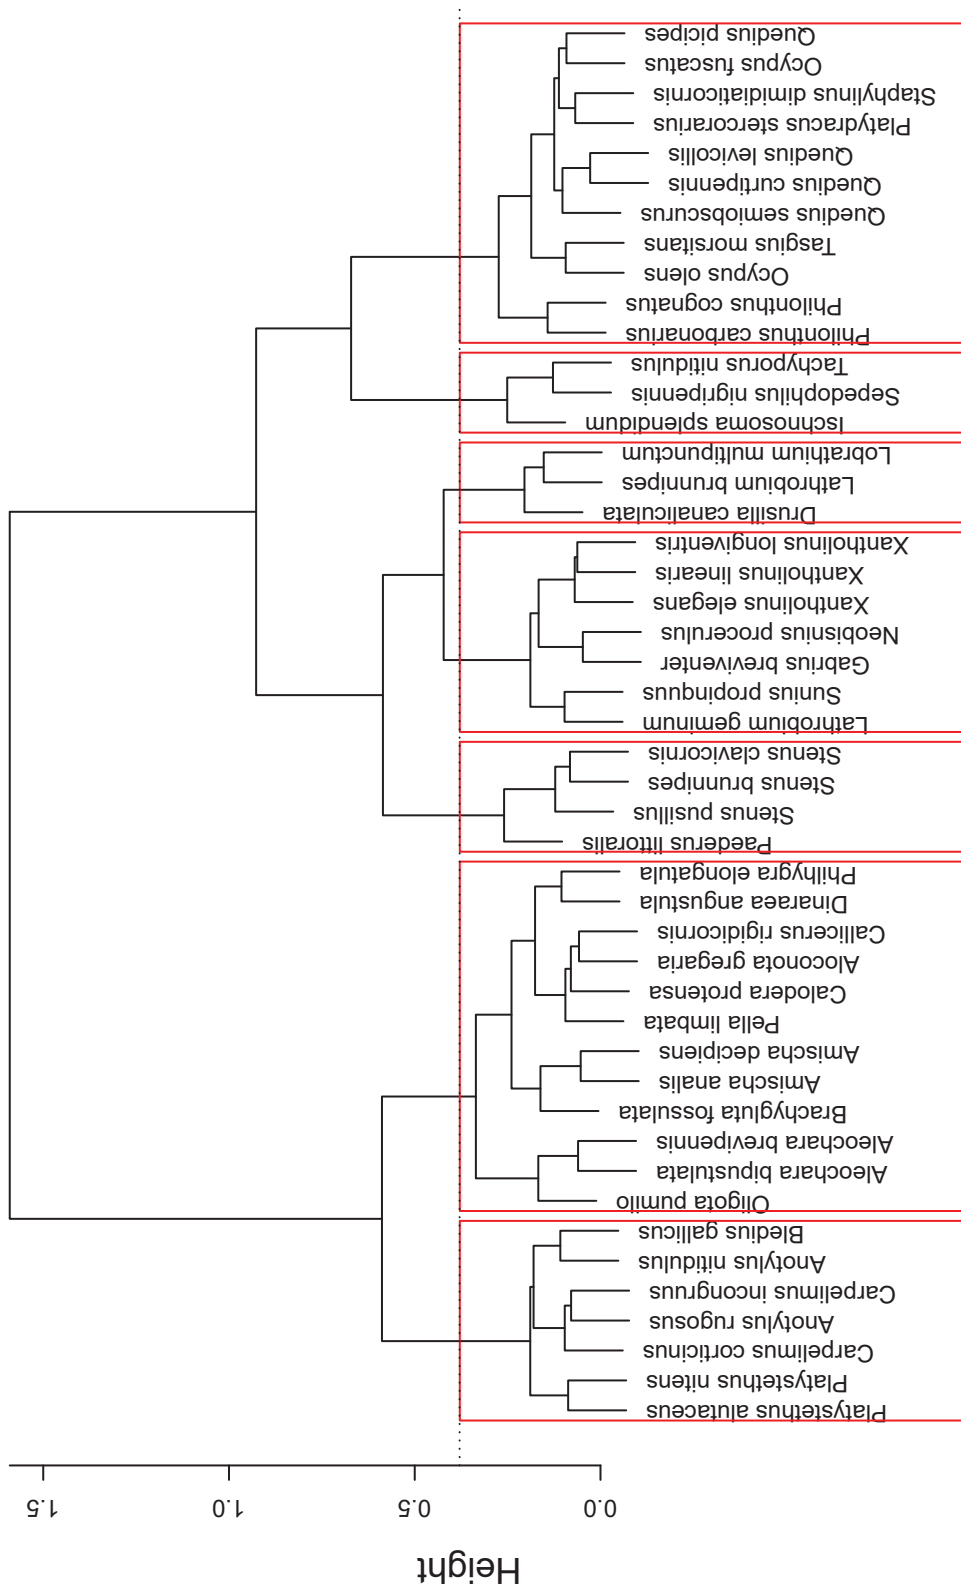 Height
0.0
0.5
1.0
1.5
Platystethus alutaceus
Platystethus nitens
Carpelimus corticinus
Anotylus rugosus
Carpelimus incongruus
Anotylus nitidulus
Bledius gallicus
Oligota pumilo
Aleochara bipustulata
Aleochara brevipennis
Brachygluta fossulata
Amischa analis
Amischa decipiens
Pella limbata
Calodera protensa
Aloconota gregaria
Callicerus rigidicornis
Dinaraea angustula
Philhygra elongatula
Paederus littoralis
Stenus pusillus
Stenus brunnipes
Stenus clavicornis
Lathrobium geminum
Sunius propinquus
Gabrius breviventer
Neobisnius procerulus
Xantholinus elegans
Xantholinus linearis
Xantholinus longiventris
Drusilla canaliculata
Lathrobium brunnipes
Lobrathium multipunctum
Ischnosoma splendidum
Sepedophilus nigripennis
Tachyporus nitidulus
Philonthus carbonarius
Philonthus cognatus
Ocypus olens
Tasgius morsitans
Quedius semiobscurus
Quedius curtipennis
Quedius levicollis
Platydracus stercorarius
Staphylinus dimidiaticornis
Ocypus fuscatus
Quedius picipes